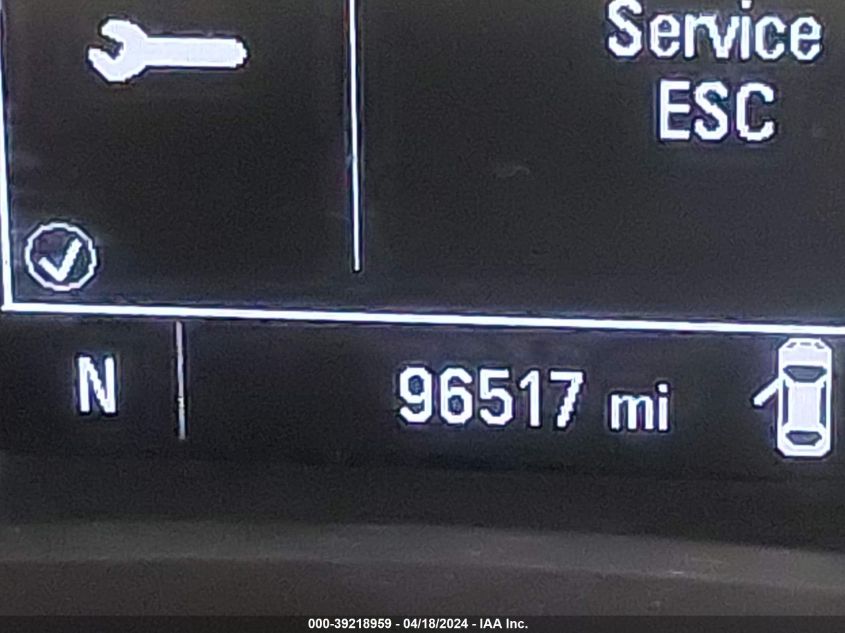 Service
ESC
N
96517 mi
000-39218959 - 04/18/2024 - IAA Inc.